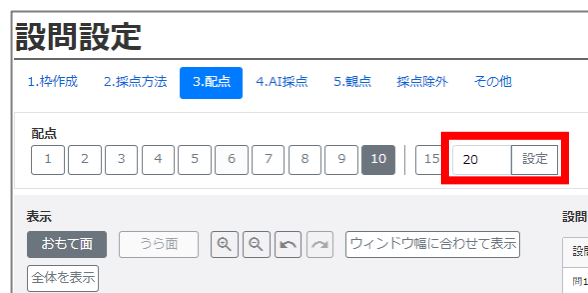 設問設定
1.枠作成 2.採点方法 3.配点 4.AI採点 5.観点 採点除外 その他
配点
1 2 3 4 5 6 7 8 9 10 15 20 設定
表示
おもて面 うら面 ウィンドウ幅に合わせて表示
全体を表示
設問
設問
問1